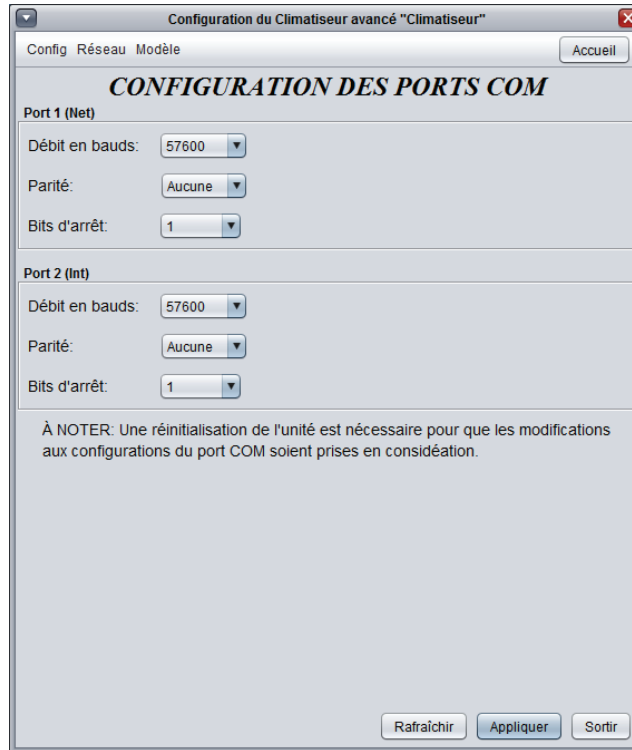 Configuration du Climatiseur avancé "Climatiseur"
Config Réseau Modèle Accueil
CONFIGURATION DES PORTS COM
Port 1 (Net)
Débit en bauds: 57600
Parité: Aucune
Bits d'arrêt: 1
Port 2 (Int)
Débit en bauds: 57600
Parité: Aucune
Bits d'arrêt: 1
À NOTER: Une réinitialisation de l'unité est nécessaire pour que les modifications
aux configurations du port COM soient prises en considéation.
Rafraîchir Appliquer Sortir